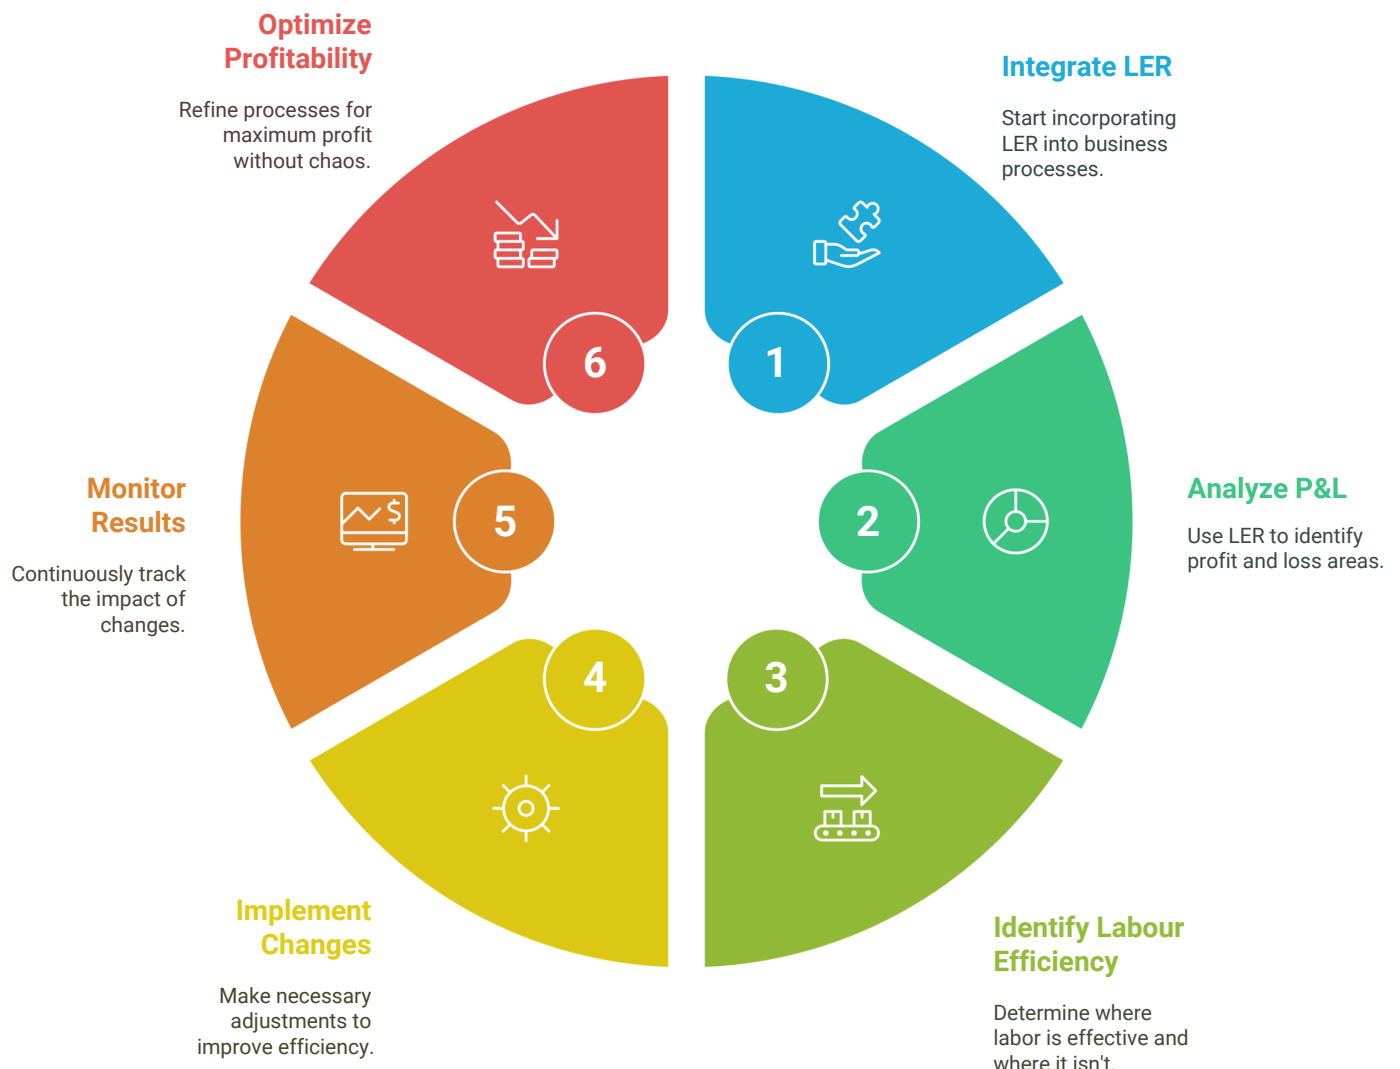 Optimize
Profitability
Refine processes for
maximum profit
without chaos.
6
Integrate LER
Start incorporating
LER into business
processes.
1
Analyze P&L
Use LER to identify
profit and loss areas.
2
Identify Labour
Efficiency
Determine where
labor is effective and
where it isn't.
3
Implement
Changes
Make necessary
adjustments to
improve efficiency.
4
Monitor
Results
Continuously track
the impact of
changes.
5
$